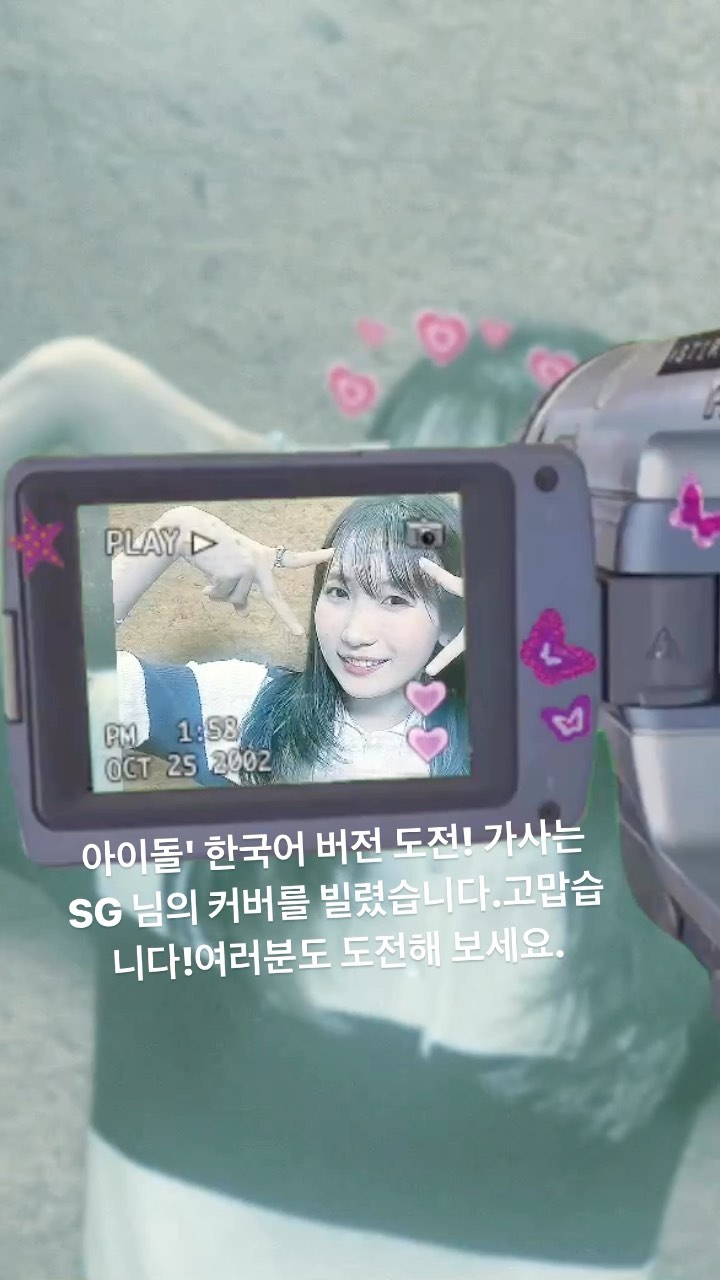 PLAY
PM 1:58
OCT 25 2002
아이돌' 한국어 버전 도전! 가사는
SG 님의 커버를 빌렸습니다.고맙습
니다!여러분도 도전해 보세요.